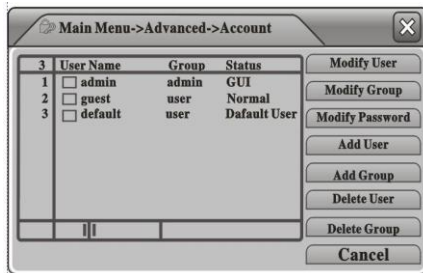 Main Menu->Advanced->Account
3 User Name Group Status
1 admin admin GUI
2 guest user Normal
3 default user Dafault User
Modify User
Modify Group
Modify Password
Add User
Add Group
Delete User
Delete Group
Cancel